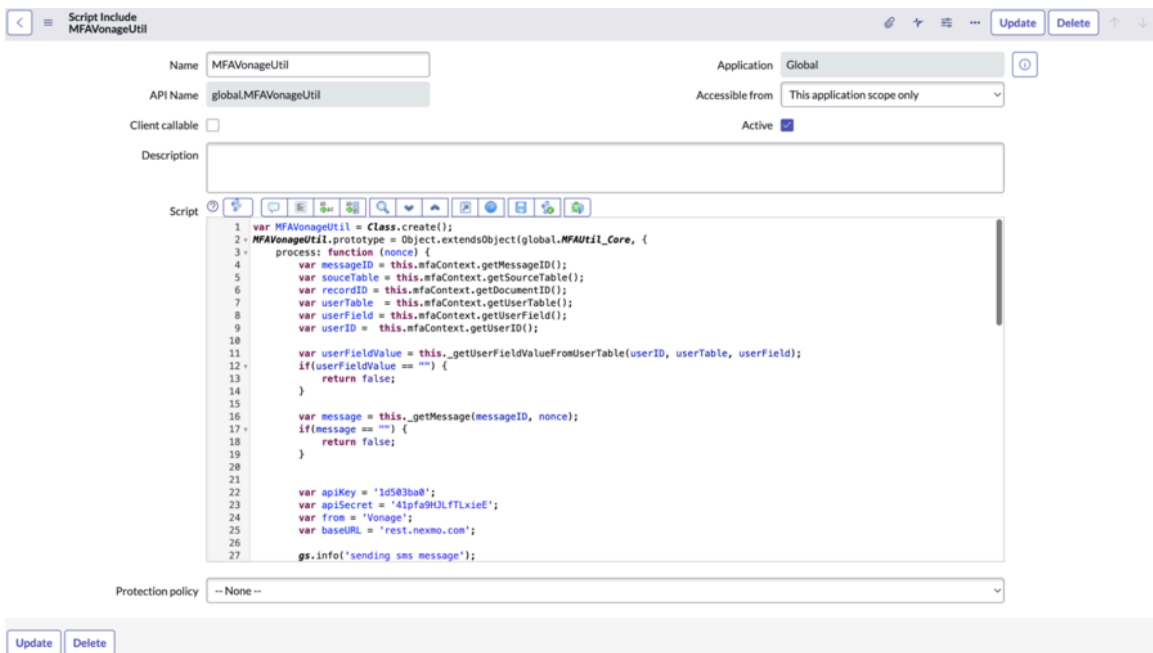 Script Include
MFAVonageUtil
Update Delete
Name MFAVonageUtil
Application Global
API Name global.MFAVonageUtil
Accessible from This application scope only
Client callable
Active
Description
Script
1 var MFAVonageUtil = Class.create();
2 MFAVonageUtil.prototype = Object.extendsObject(global.MFAUtil_Core, {
3 process: function (nonce) {
4 var messageID = this.mfaContext.getMessageID();
5 var souceTable = this.mfaContext.getSourceTable();
6 var recordID = this.mfaContext.getDocumentID();
7 var userTable  = this.mfaContext.getUserTable();
8 var userField = this.mfaContext.getUserField();
9 var userID =  this.mfaContext.getUserID();
10
11 var userFieldValue = this._getUserFieldValueFromUserTable(userID, userTable, userField);
12 if(userFieldValue == "") {
13 return false;
14 }
15
16 var message = this._getMessage(messageID, nonce);
17 if(message == "") {
18 return false;
19 }
20
21
22 var apiKey = '1d503ba0';
23 var apiSecret = '41pfa9HJLfTLxieE';
24 var from = 'Vonage';
25 var baseURL = 'rest.nexmo.com';
26
27 gs.info('sending sms message');
Protection policy -- None --
Update Delete